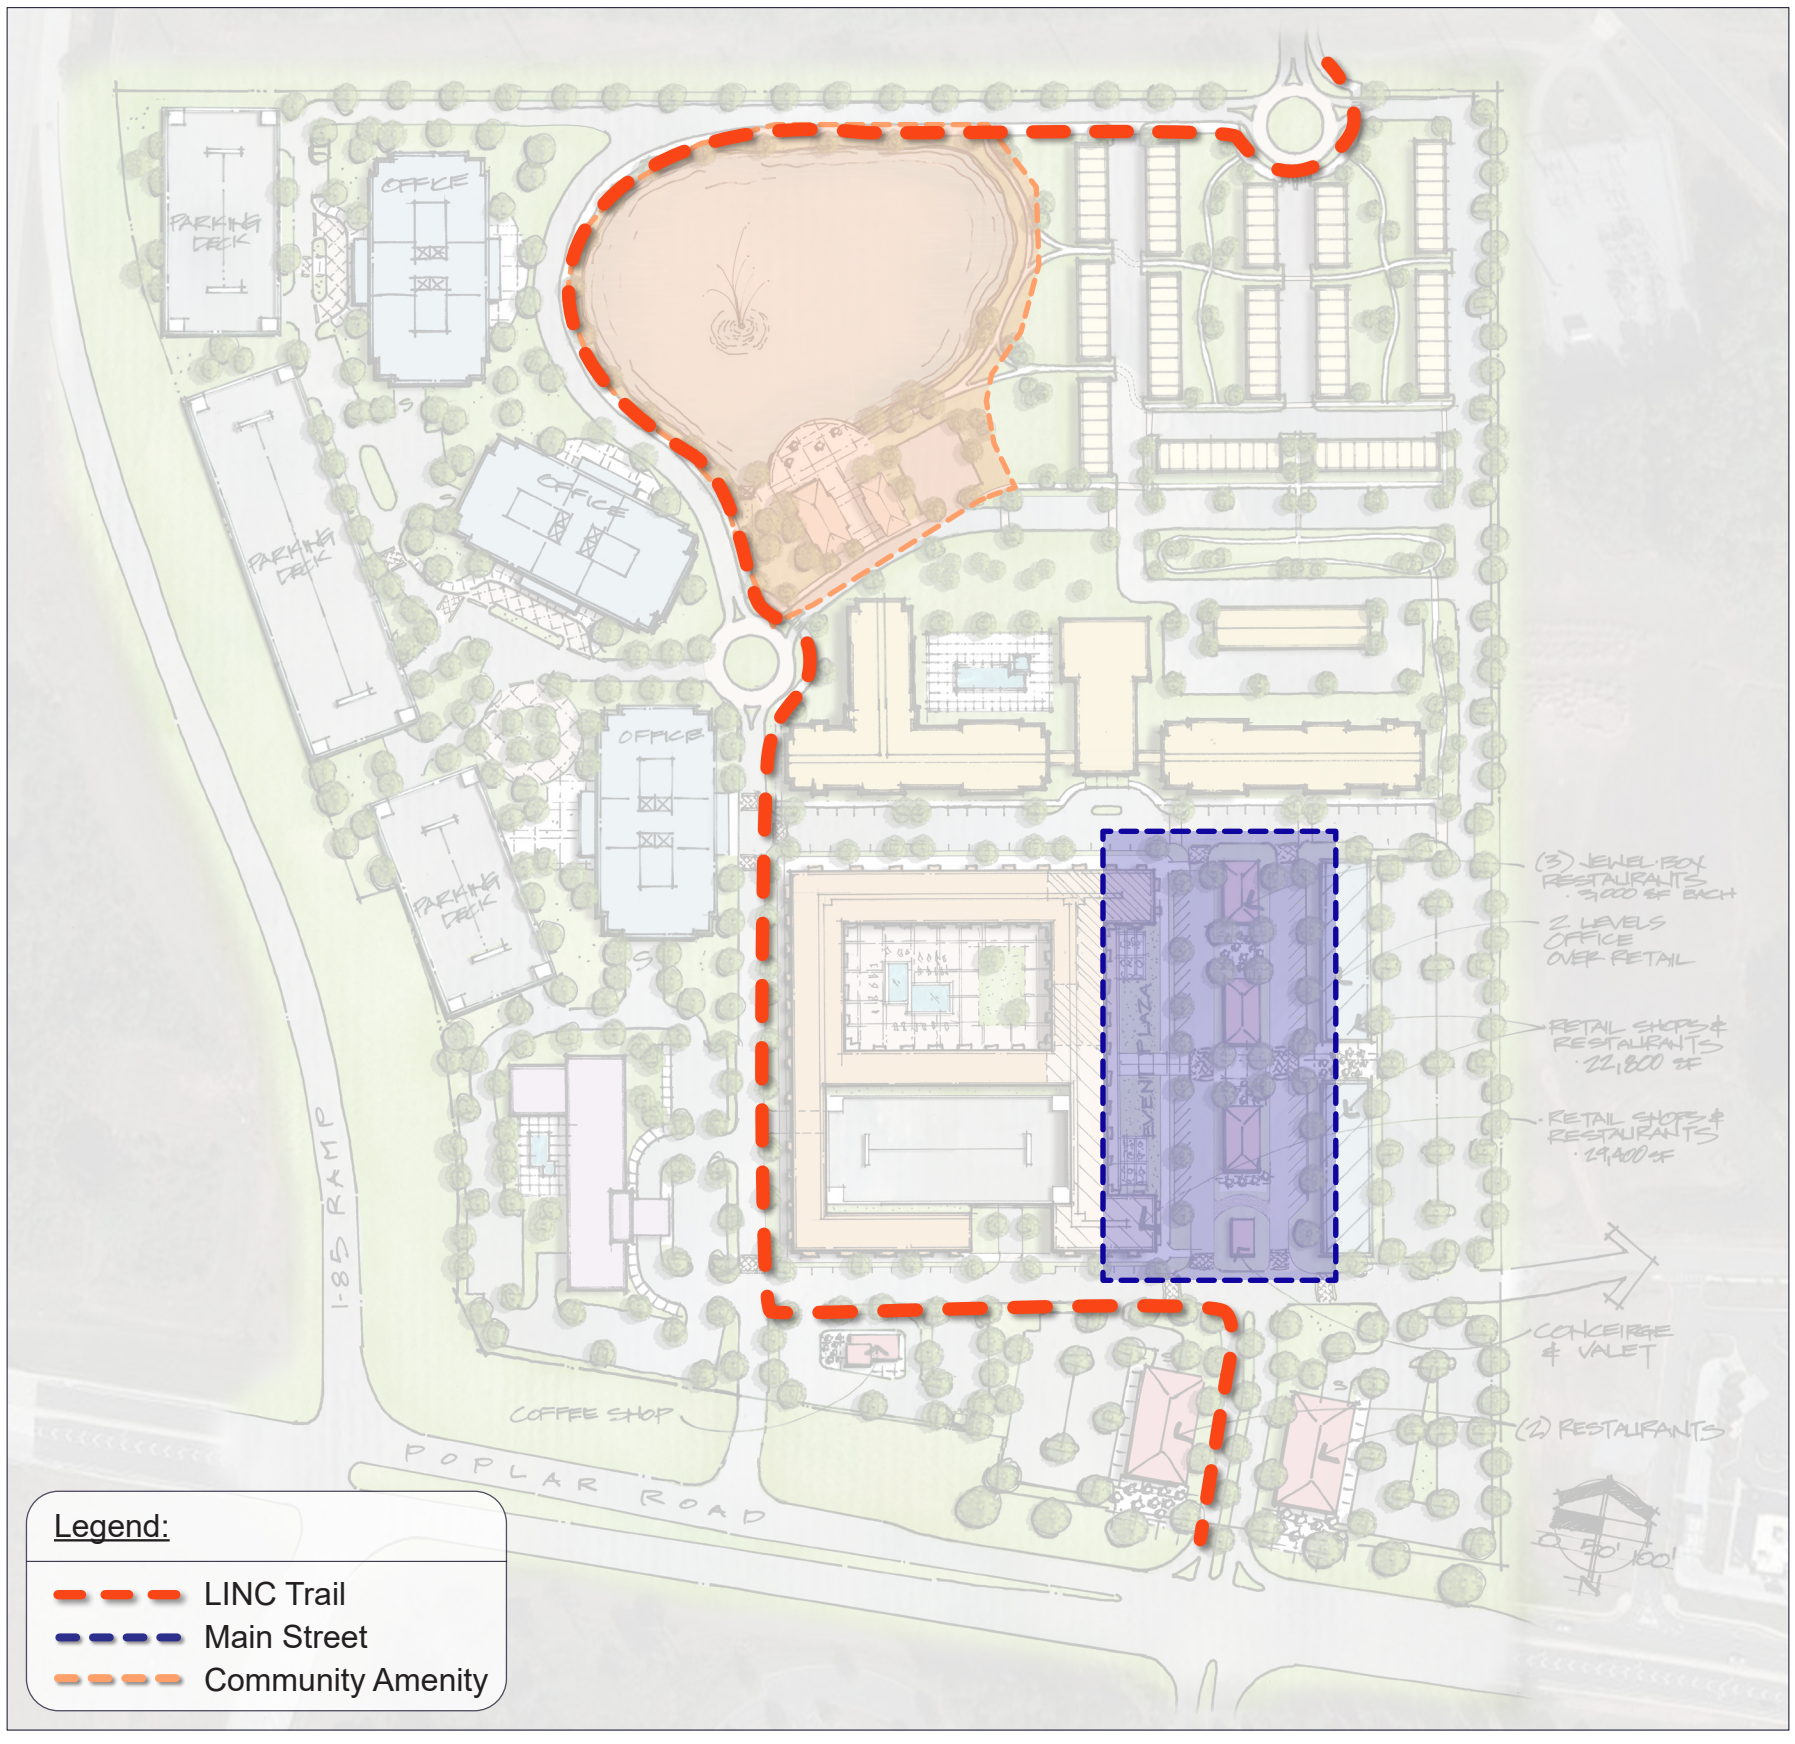 OFFICE
PARKING
DECK
OFFICE
PARKING
DECK
OFFICE
PARKING
DECK
S
S
S
EVENT PLAZA
(3) JEWEL BOX
RESTAURANTS
3,000 SF EACH
2 LEVELS
OFFICE
OVER RETAIL
RETAIL SHOPS &
RESTAURANTS
· 22,800 SF
· RETAIL SHOPS &
RESTAURANTS
· 29,400 SF
I-85 RAMP
CONCEIRGE
& VALET
S
S
COFFEE SHOP
(2) RESTAURANTS
POPLAR ROAD
0 50' 100'
N
Legend:
LINC Trail
Main Street
Community Amenity